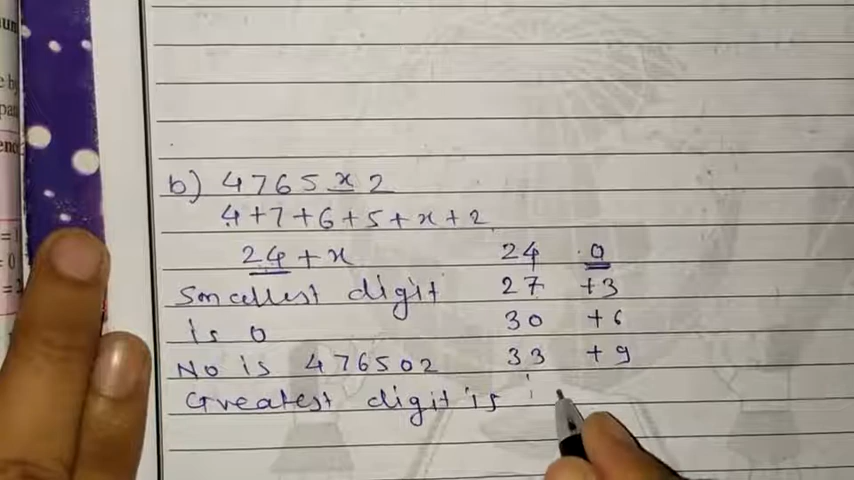 b) 4765x2
4+7+6+5+x+2
24+x 24 0
Smallest digit 27 +3
is 0 30 +6
No is 476502 33 +9
Greatest digit is